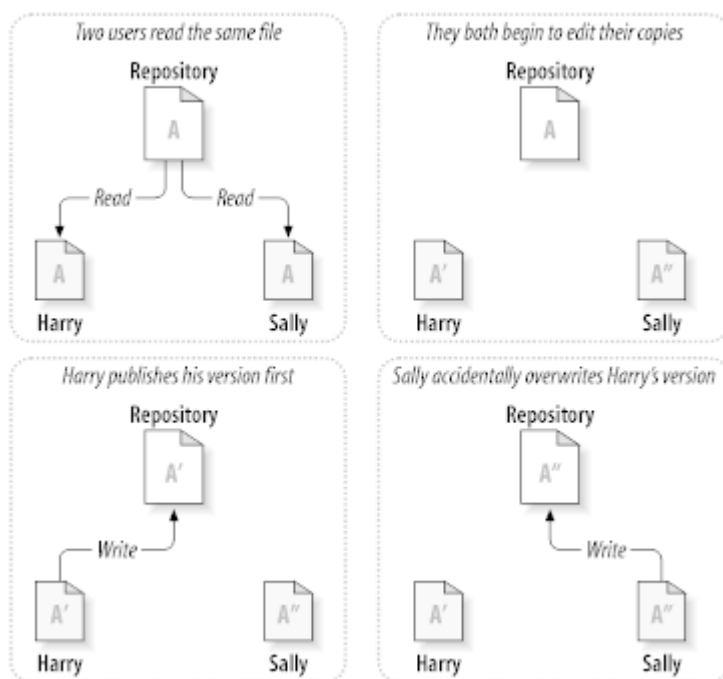 Two users read the same file
Repository
A
Read
Read
A
A
Harry
Sally
They both begin to edit their copies
Repository
A
A'
A"
Harry
Sally
Harry publishes his version first
Repository
A'
Write
A'
A"
Harry
Sally
Sally accidentally overwrites Harry's version
Repository
A"
Write
A'
A"
Harry
Sally